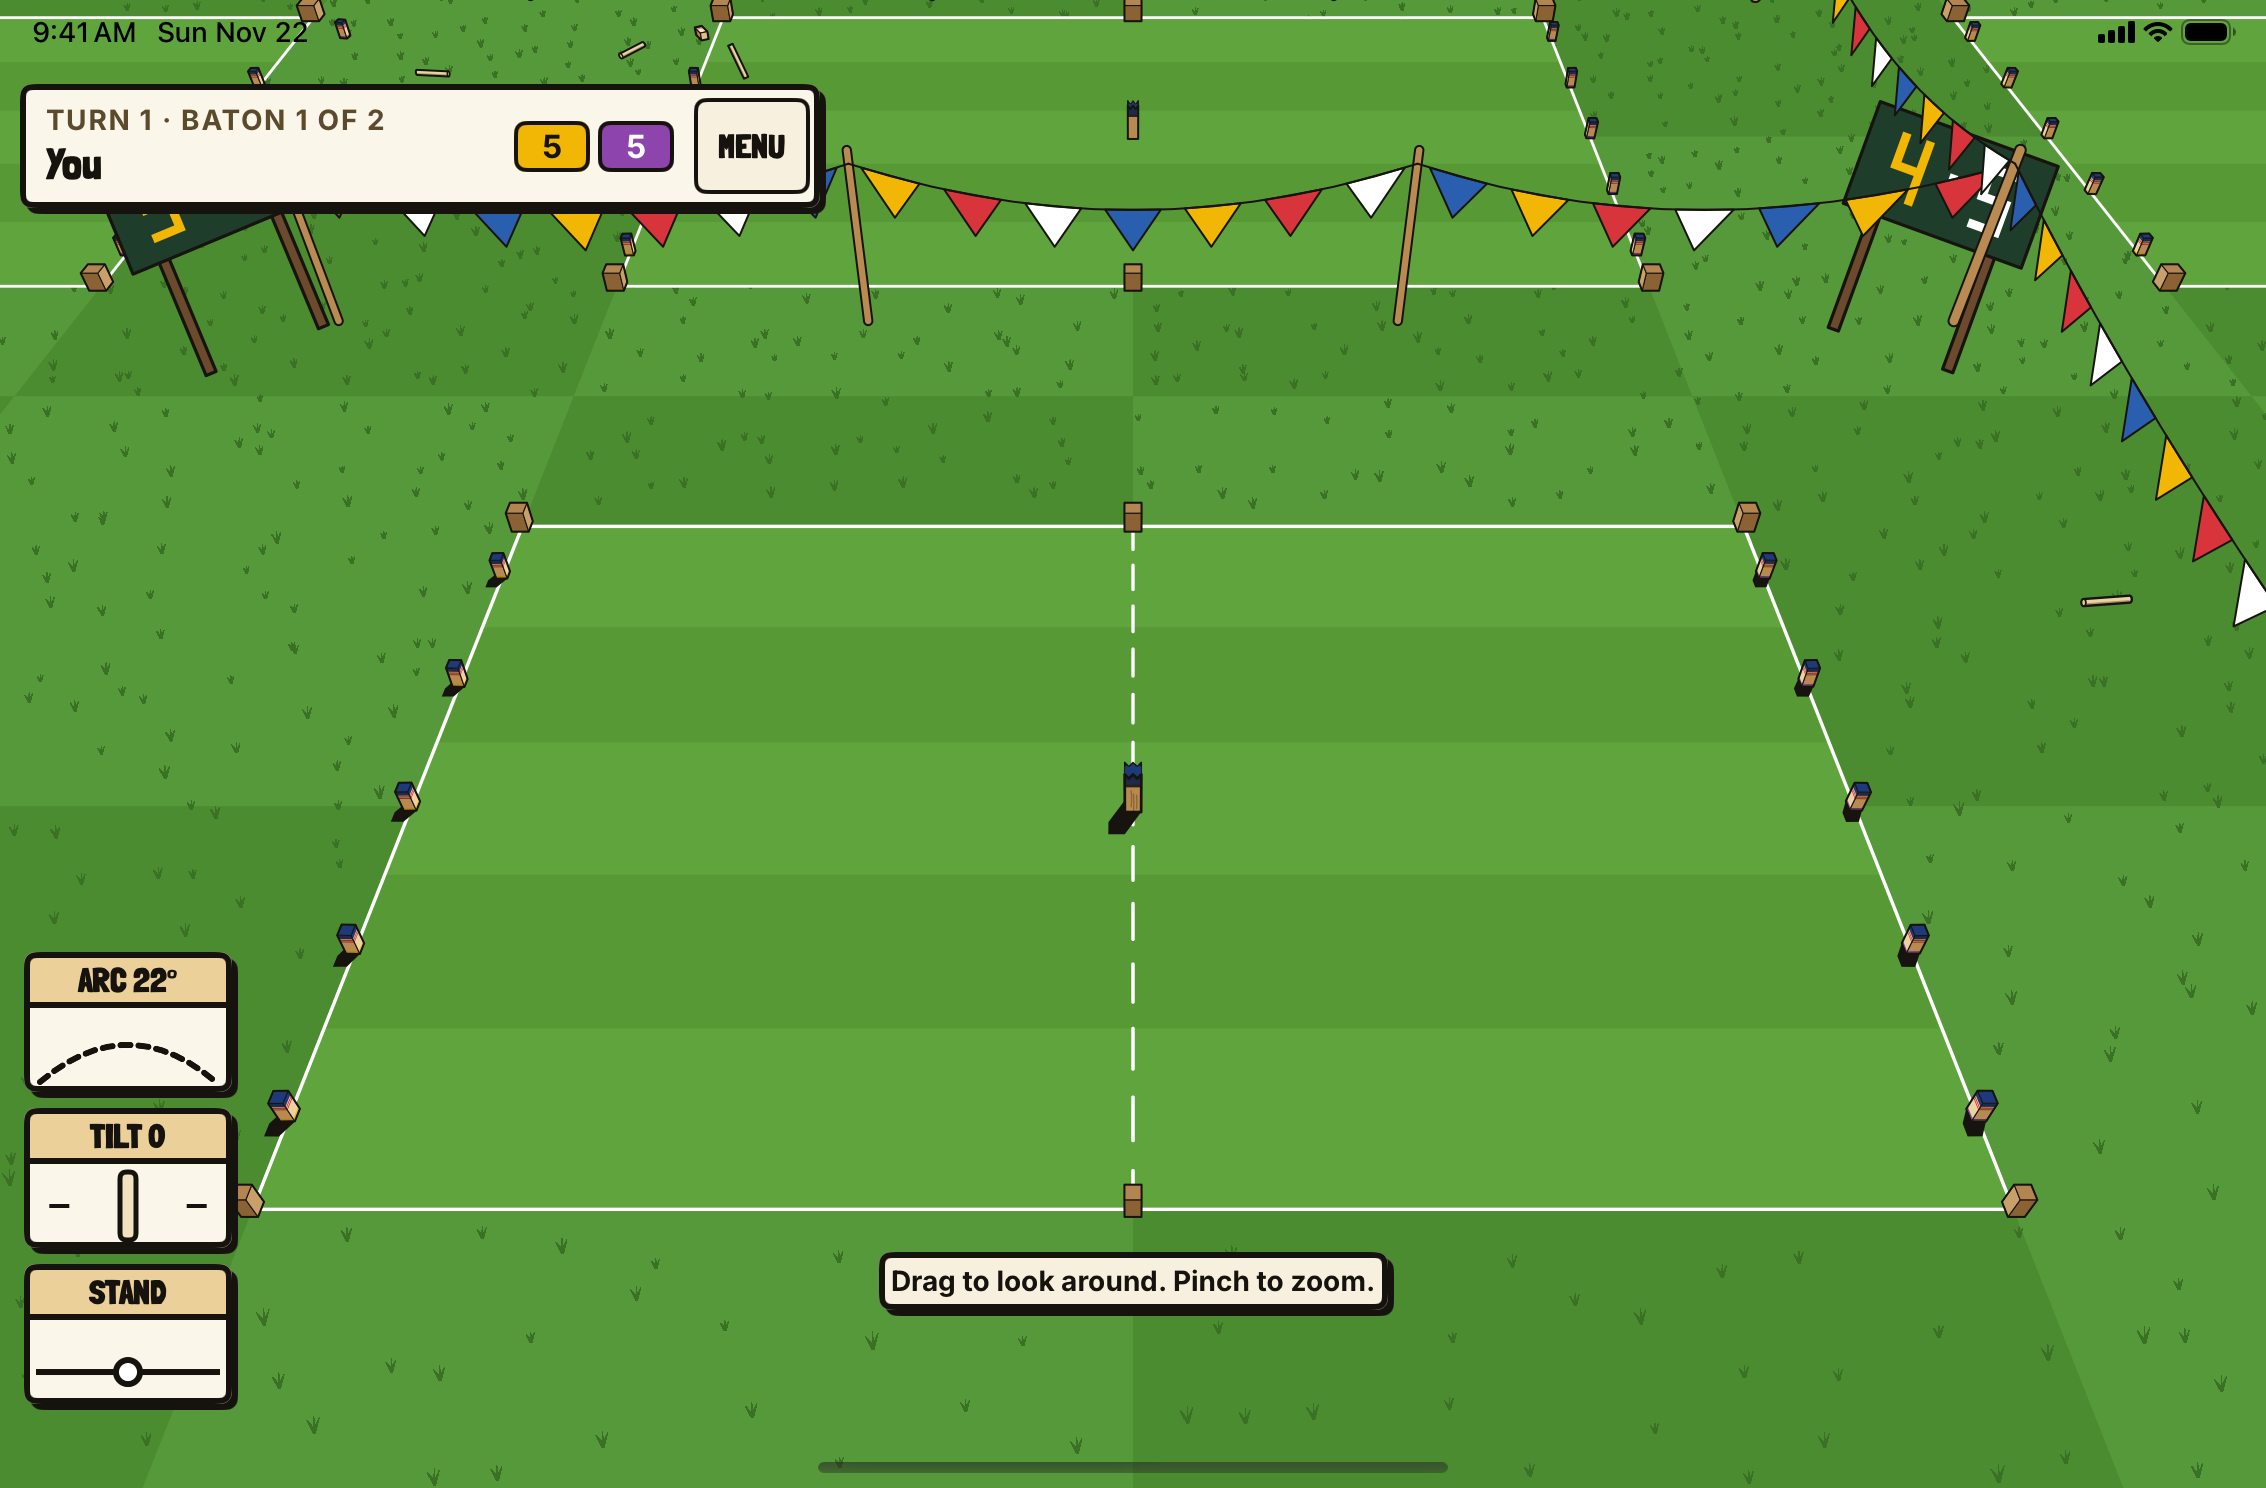 9:41 AM Sun Nov 22
TURN 1 · BATON 1 OF 2
You
5 5
MENU
4
ARC 22°
TILT 0
STAND
Drag to look around. Pinch to zoom.